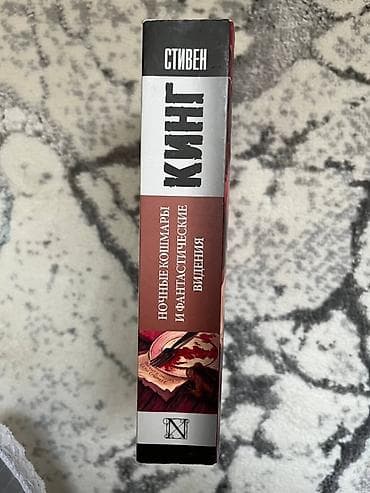 СТИВЕН
КИНГ
НОЧНЫЕ КОШМАРЫ
И ФАНТАСТИЧЕСКИЕ
ВИДЕНИЯ
N